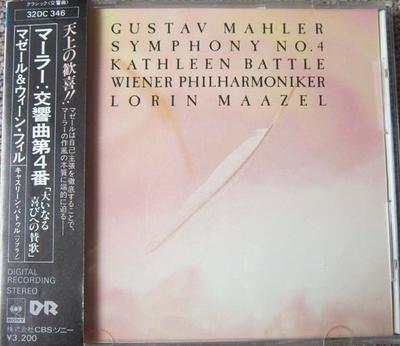 クラシック〈交響曲〉
32DC 346
天上の歓喜!!
マゼールは自己主張を徹底することで、
マーラーの作風の本質に端的に迫る——
マーラー:交響曲第4番
「大いなる
喜びへの賛歌」
マゼール&ウィーン・フィル
キャスリーン・バトゥル(ソプラノ)
DIGITAL
RECORDING
STEREO
SONY
DR
株式会社CBS・ソニー
¥3,200
GUSTAV MAHLER
SYMPHONY NO.4
KATHLEEN BATTLE
WIENER PHILHARMONIKER
LORIN MAAZEL